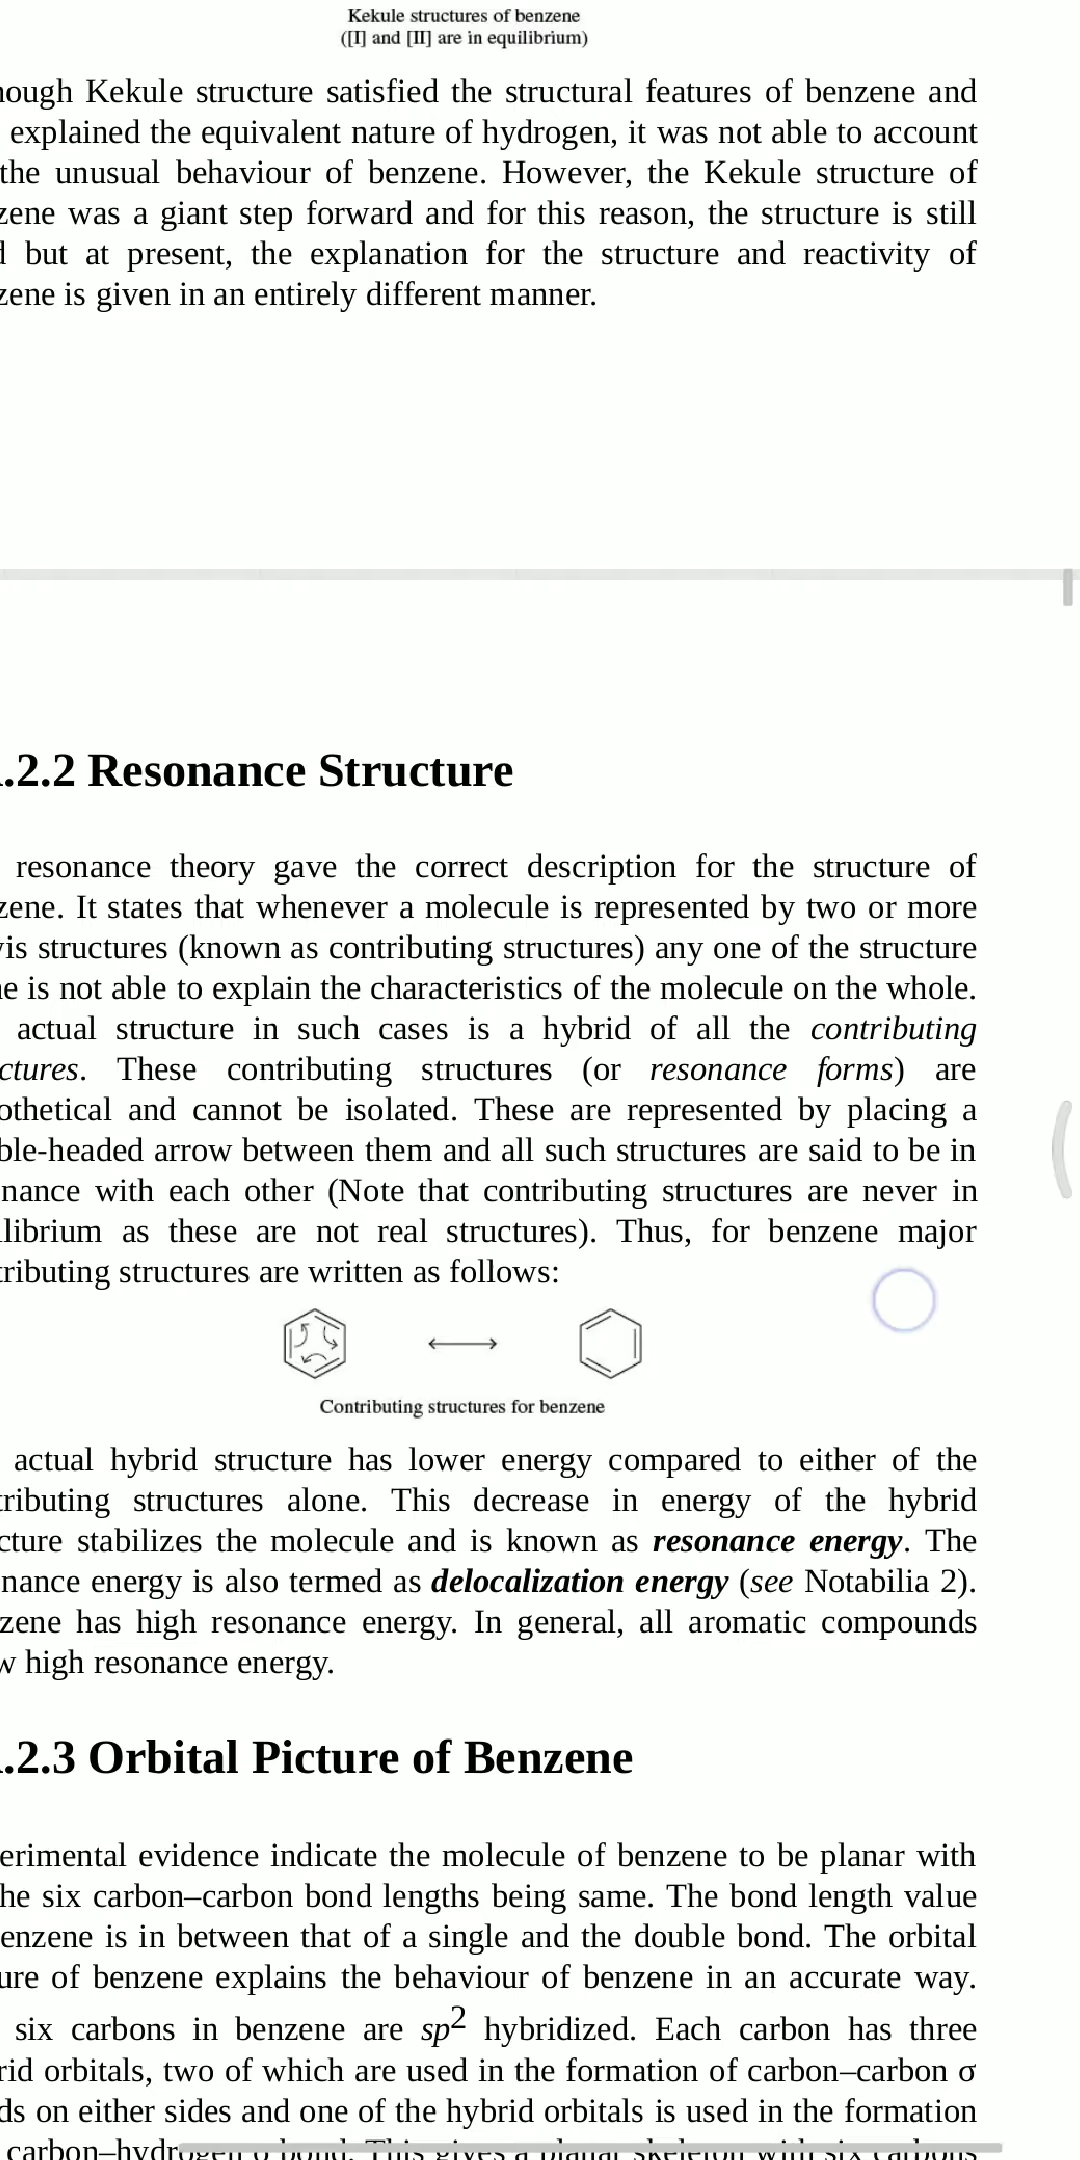 Kekule structures of benzene
([I] and [II] are in equilibrium)
ough Kekule structure satisfied the structural features of benzene and
explained the equivalent nature of hydrogen, it was not able to account
the unusual behaviour of benzene. However, the Kekule structure of
zene was a giant step forward and for this reason, the structure is still
d but at present, the explanation for the structure and reactivity of
zene is given in an entirely different manner.
.2.2 Resonance Structure
resonance theory gave the correct description for the structure of
zene. It states that whenever a molecule is represented by two or more
vis structures (known as contributing structures) any one of the structure
e is not able to explain the characteristics of the molecule on the whole.
actual structure in such cases is a hybrid of all the contributing
ctures. These contributing structures (or resonance forms) are
othetical and cannot be isolated. These are represented by placing a
ble-headed arrow between them and all such structures are said to be in
nance with each other (Note that contributing structures are never in
librium as these are not real structures). Thus, for benzene major
tributing structures are written as follows:
Contributing structures for benzene
actual hybrid structure has lower energy compared to either of the
tributing structures alone. This decrease in energy of the hybrid
cture stabilizes the molecule and is known as resonance energy. The
nance energy is also termed as delocalization energy (see Notabilia 2).
zene has high resonance energy. In general, all aromatic compounds
w high resonance energy.
.2.3 Orbital Picture of Benzene
erimental evidence indicate the molecule of benzene to be planar with
he six carbon–carbon bond lengths being same. The bond length value
enzene is in between that of a single and the double bond. The orbital
ure of benzene explains the behaviour of benzene in an accurate way.
six carbons in benzene are sp2 hybridized. Each carbon has three
rid orbitals, two of which are used in the formation of carbon–carbon σ
ds on either sides and one of the hybrid orbitals is used in the formation
carbon–hydrogen σ bond. This gives a planar skeleton with six carbons